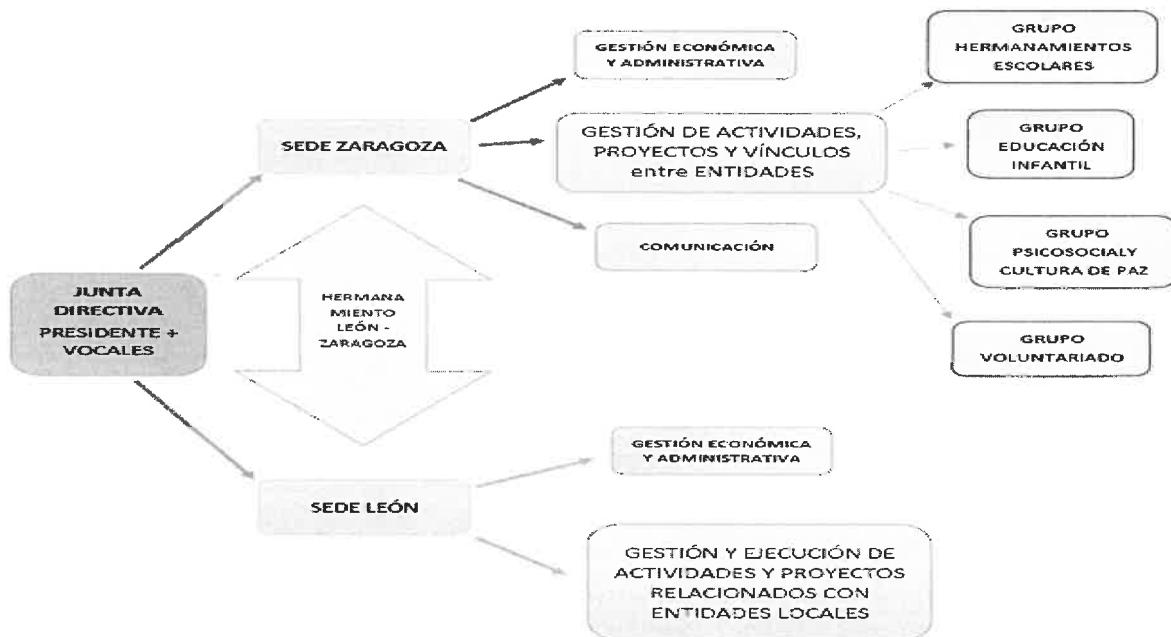 GESTIÓN ECONÓMICA
Y ADMINISTRATIVA
GRUPO
HERMANAMIENTOS
ESCOLARES
SEDE ZARAGOZA
GESTIÓN DE ACTIVIDADES,
PROYECTOS Y VÍNCULOS
entre ENTIDADES
GRUPO
EDUCACIÓN
INFANTIL
COMUNICACIÓN
GRUPO
PSICOSOCIALY
CULTURA DE PAZ
JUNTA
DIRECTIVA
PRESIDENTE +
VOCALES
HERMANA
MIENTO
LEÓN -
ZARAGOZA
GRUPO
VOLUNTARIADO
GESTIÓN ECONÓMICA
Y ADMINISTRATIVA
SEDE LEÓN
GESTIÓN Y EJECUCIÓN DE
ACTIVIDADES Y PROYECTOS
RELACIONADOS CON
ENTIDADES LOCALES